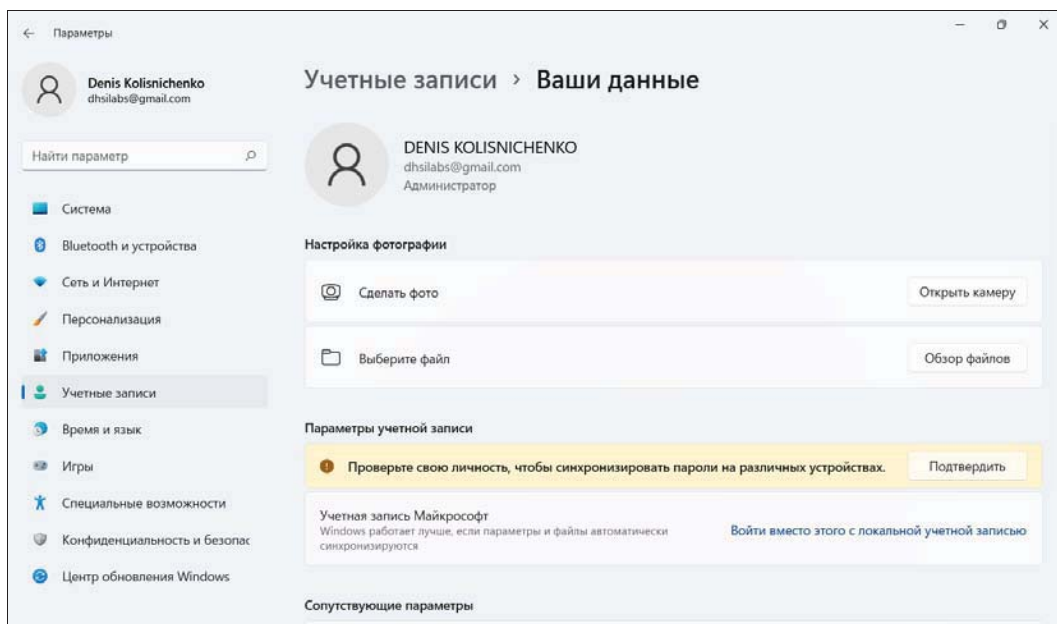 Параметры
Denis Kolisnichenko
dhsilabs@gmail.com
Найти параметр
Система
Bluetooth и устройства
Сеть и Интернет
Персонализация
Приложения
Учетные записи
Время и язык
Игры
Специальные возможности
Конфиденциальность и безопас
Центр обновления Windows
Учетные записи > Ваши данные
DENIS KOLISNICHENKO
dhsilabs@gmail.com
Администратор
Настройка фотографии
Сделать фото
Открыть камеру
Выберите файл
Обзор файлов
Параметры учетной записи
Проверьте свою личность, чтобы синхронизировать пароли на различных устройствах.
Подтвердить
Учетная запись Майкрософт
Windows работает лучше, если параметры и файлы автоматически
синхронизируются
Войти вместо этого с локальной учетной записью
Сопутствующие параметры